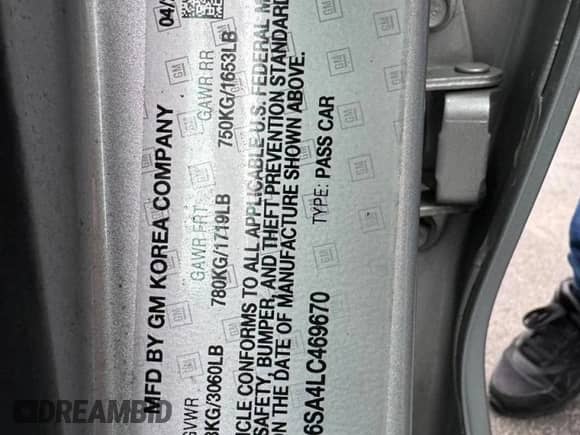 04/
MFD BY GM KOREA COMPANY
GVWR GAWR FRT GAWR RR
KG/3060LB 780KG/1719LB 750KG/1653LB
ICLE CONFORMS TO ALL APPLICABLE U.S. FEDERAL M
SAFETY, BUMPER, AND THEFT PREVENTION STANDARD
ON THE DATE OF MANUFACTURE SHOWN ABOVE.
6SA4LC469670 TYPE: PASS CAR
GM
DREAMBID